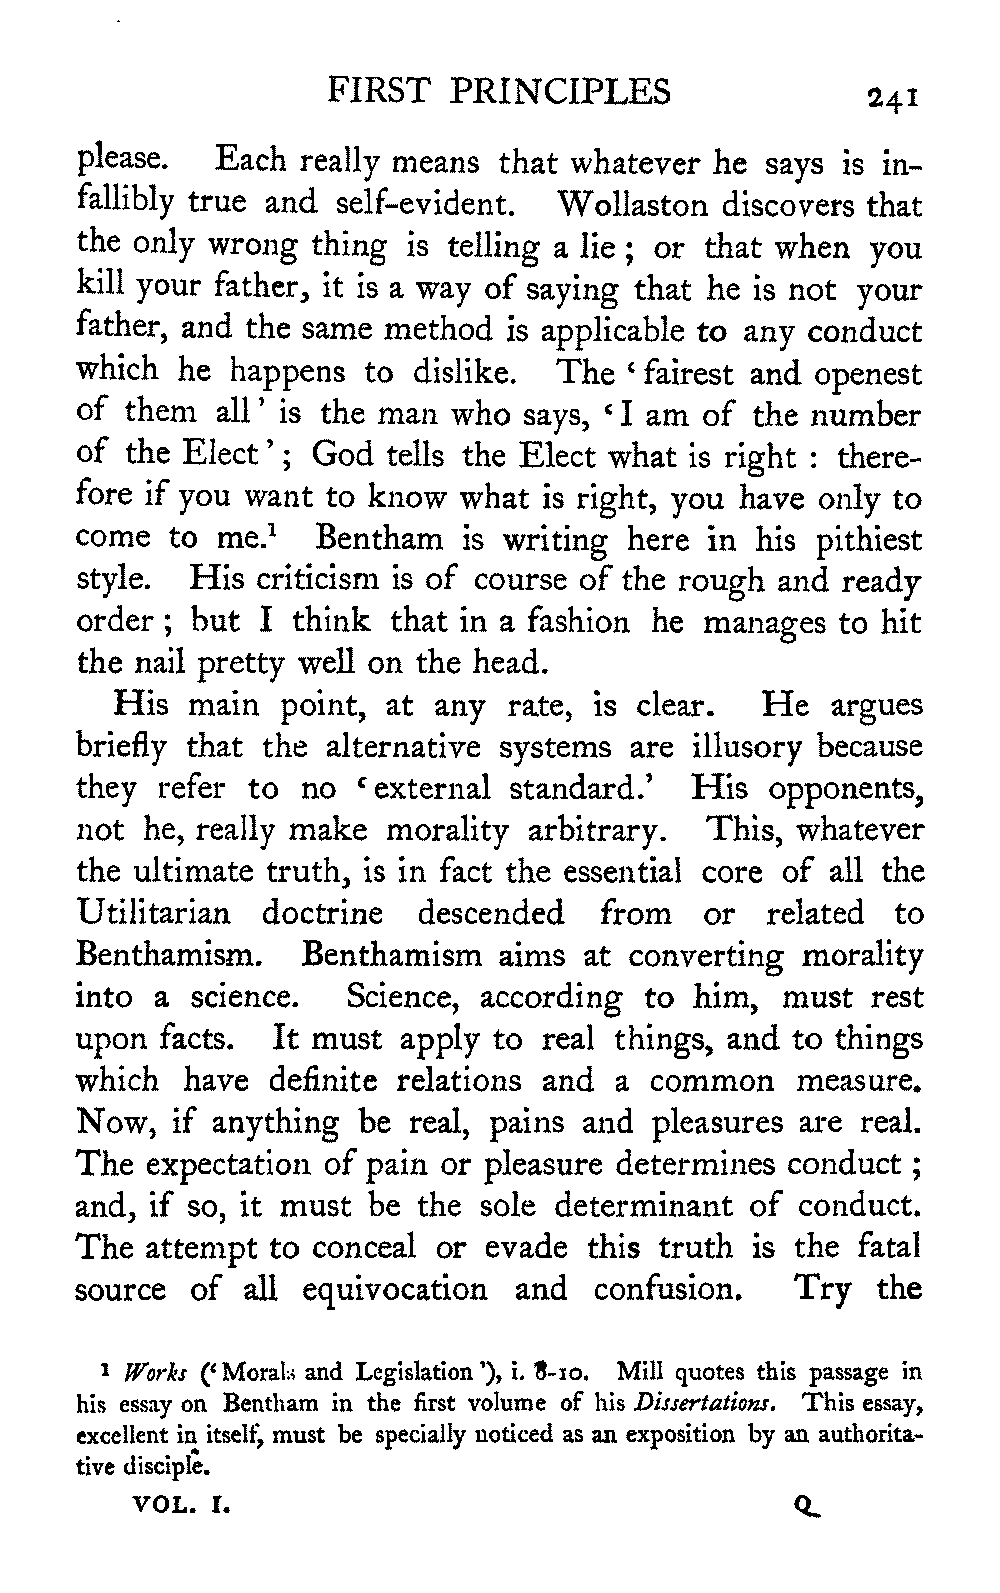 FIRST PRINCIPLES 241
please. Each really means that whatever he says is in-
fallibly true and self-evident. Wollaston discovers that
the only wrong thing is telling a lie ; or that when you
kill your father, it is a way of saying that he is not your
father, and the same method is applicable to any conduct
which he happens to dislike. The ‘ fairest and openest
of them all ’ is the man who says, ‘ I am of the number
of the Elect ’ ; God tells the Elect what is right : there-
fore if you want to know what is right, you have only to
come to me.¹ Bentham is writing here in his pithiest
style. His criticism is of course of the rough and ready
order ; but I think that in a fashion he manages to hit
the nail pretty well on the head.
His main point, at any rate, is clear. He argues
briefly that the alternative systems are illusory because
they refer to no ‘ external standard.’ His opponents,
not he, really make morality arbitrary. This, whatever
the ultimate truth, is in fact the essential core of all the
Utilitarian doctrine descended from or related to
Benthamism. Benthamism aims at converting morality
into a science. Science, according to him, must rest
upon facts. It must apply to real things, and to things
which have definite relations and a common measure.
Now, if anything be real, pains and pleasures are real.
The expectation of pain or pleasure determines conduct ;
and, if so, it must be the sole determinant of conduct.
The attempt to conceal or evade this truth is the fatal
source of all equivocation and confusion. Try the
¹ Works (‘ Morals and Legislation ’), i. 8-10. Mill quotes this passage in
his essay on Bentham in the first volume of his Dissertations. This essay,
excellent in itself, must be specially noticed as an exposition by an authorita-
tive disciple.
VOL. I. Q